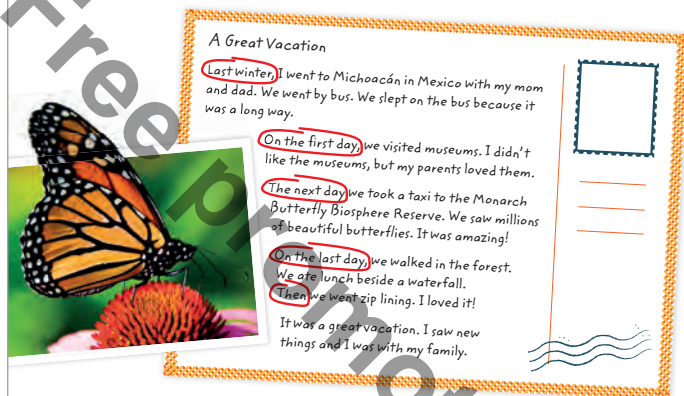 A Great Vacation
Last winter, I went to Michoacán in Mexico with my mom
and dad. We went by bus. We slept on the bus because it
was a long way.
On the first day, we visited museums. I didn't
like the museums, but my parents loved them.
The next day we took a taxi to the Monarch
Butterfly Biosphere Reserve. We saw millions
of beautiful butterflies. It was amazing!
On the last day, we walked in the forest.
We ate lunch beside a waterfall.
Then we went zip lining. I loved it!
It was a great vacation. I saw new
things and I was with my family.
Free promo